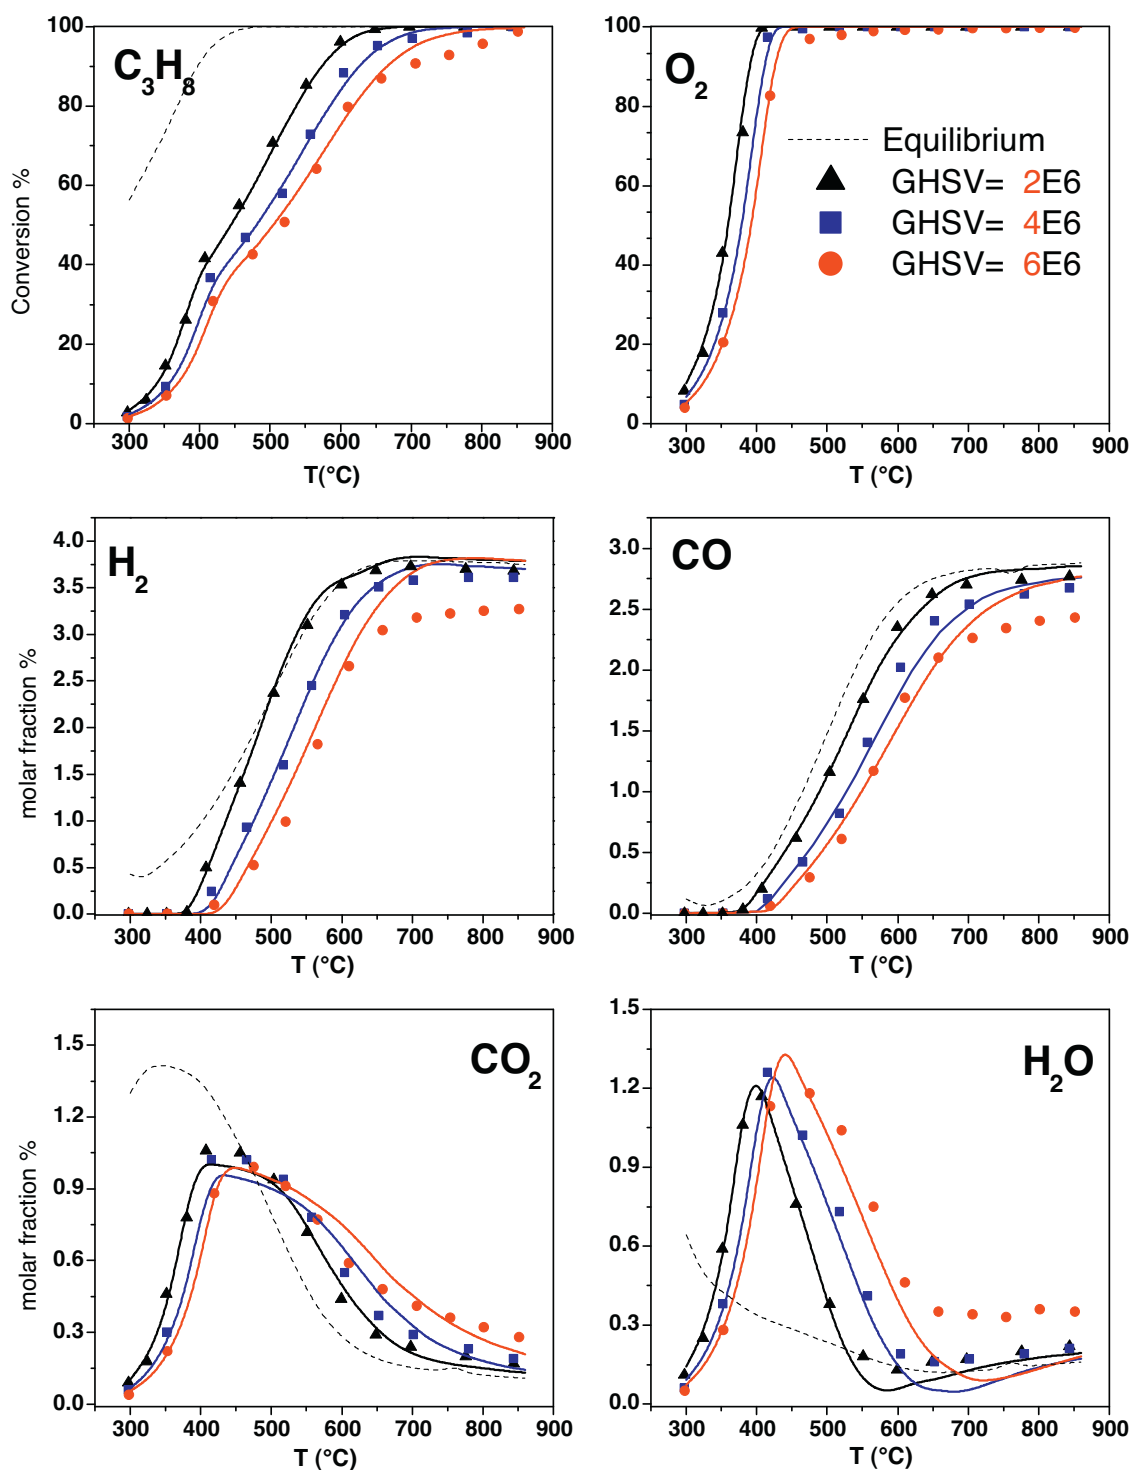 C3H8
100
80
60
40
20
0
Conversion %
300 400 500 600 700 800 900
T(°C)
O2
100
80
60
40
20
0
Equilibrium
GHSV= 2E6
GHSV= 4E6
GHSV= 6E6
300 400 500 600 700 800 900
T (°C)
H2
4.0
3.5
3.0
2.5
2.0
1.5
1.0
0.5
0.0
molar fraction %
300 400 500 600 700 800 900
T (°C)
CO
3.0
2.5
2.0
1.5
1.0
0.5
0.0
300 400 500 600 700 800 900
T (°C)
CO2
1.5
1.2
0.9
0.6
0.3
0.0
molar fraction %
300 400 500 600 700 800 900
T (°C)
H2O
1.5
1.2
0.9
0.6
0.3
0.0
300 400 500 600 700 800 900
T (°C)